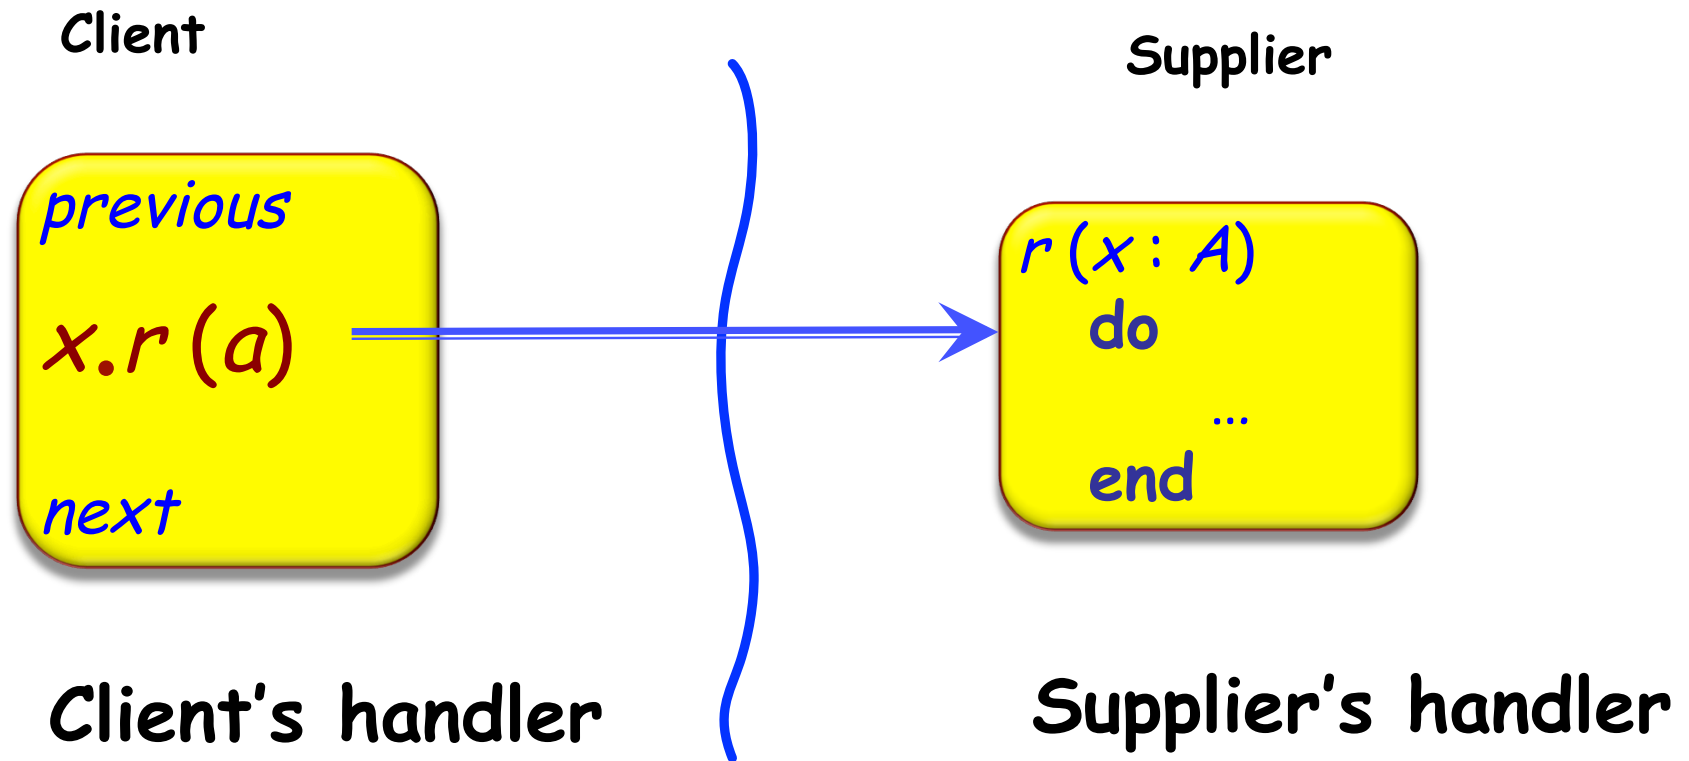 Client
Supplier
previous
x.r (a)
next
r (x : A)
do
...
end
Client's handler
Supplier's handler